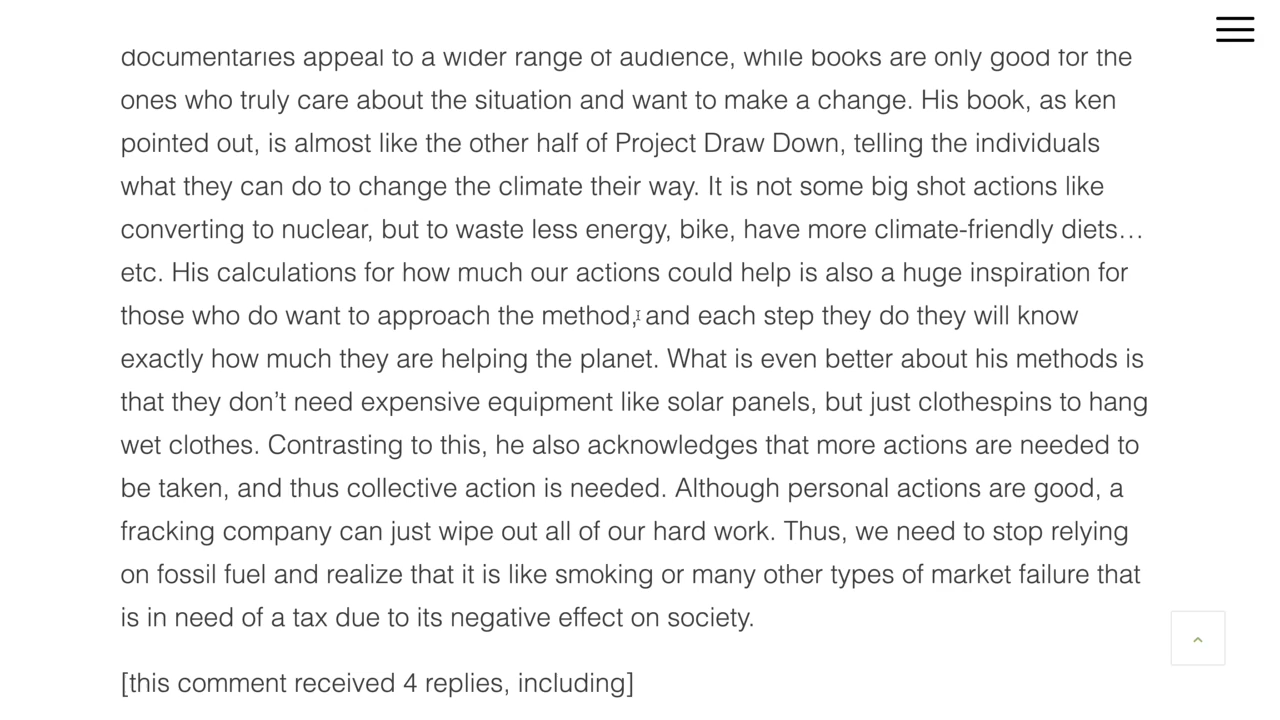 documentaries appeal to a wider range of audience, while books are only good for the
ones who truly care about the situation and want to make a change. His book, as ken
pointed out, is almost like the other half of Project Draw Down, telling the individuals
what they can do to change the climate their way. It is not some big shot actions like
converting to nuclear, but to waste less energy, bike, have more climate-friendly diets…
etc. His calculations for how much our actions could help is also a huge inspiration for
those who do want to approach the method, and each step they do they will know
exactly how much they are helping the planet. What is even better about his methods is
that they don’t need expensive equipment like solar panels, but just clothespins to hang
wet clothes. Contrasting to this, he also acknowledges that more actions are needed to
be taken, and thus collective action is needed. Although personal actions are good, a
fracking company can just wipe out all of our hard work. Thus, we need to stop relying
on fossil fuel and realize that it is like smoking or many other types of market failure that
is in need of a tax due to its negative effect on society.
[this comment received 4 replies, including]